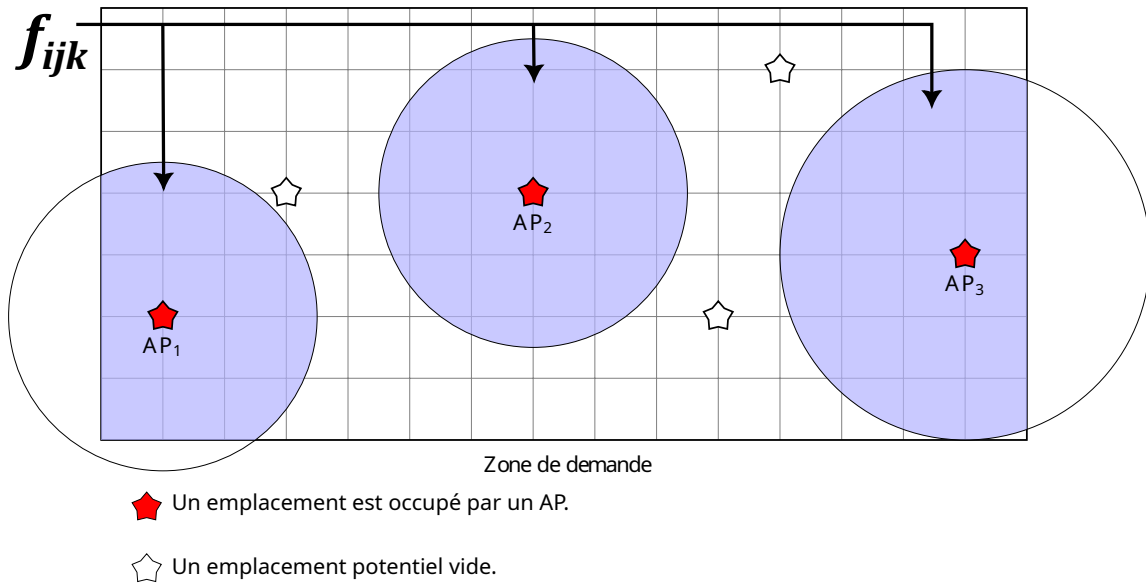 f_ijk
AP₂
AP₃
AP₁
Zone de demande
Un emplacement est occupé par un AP.
Un emplacement potentiel vide.